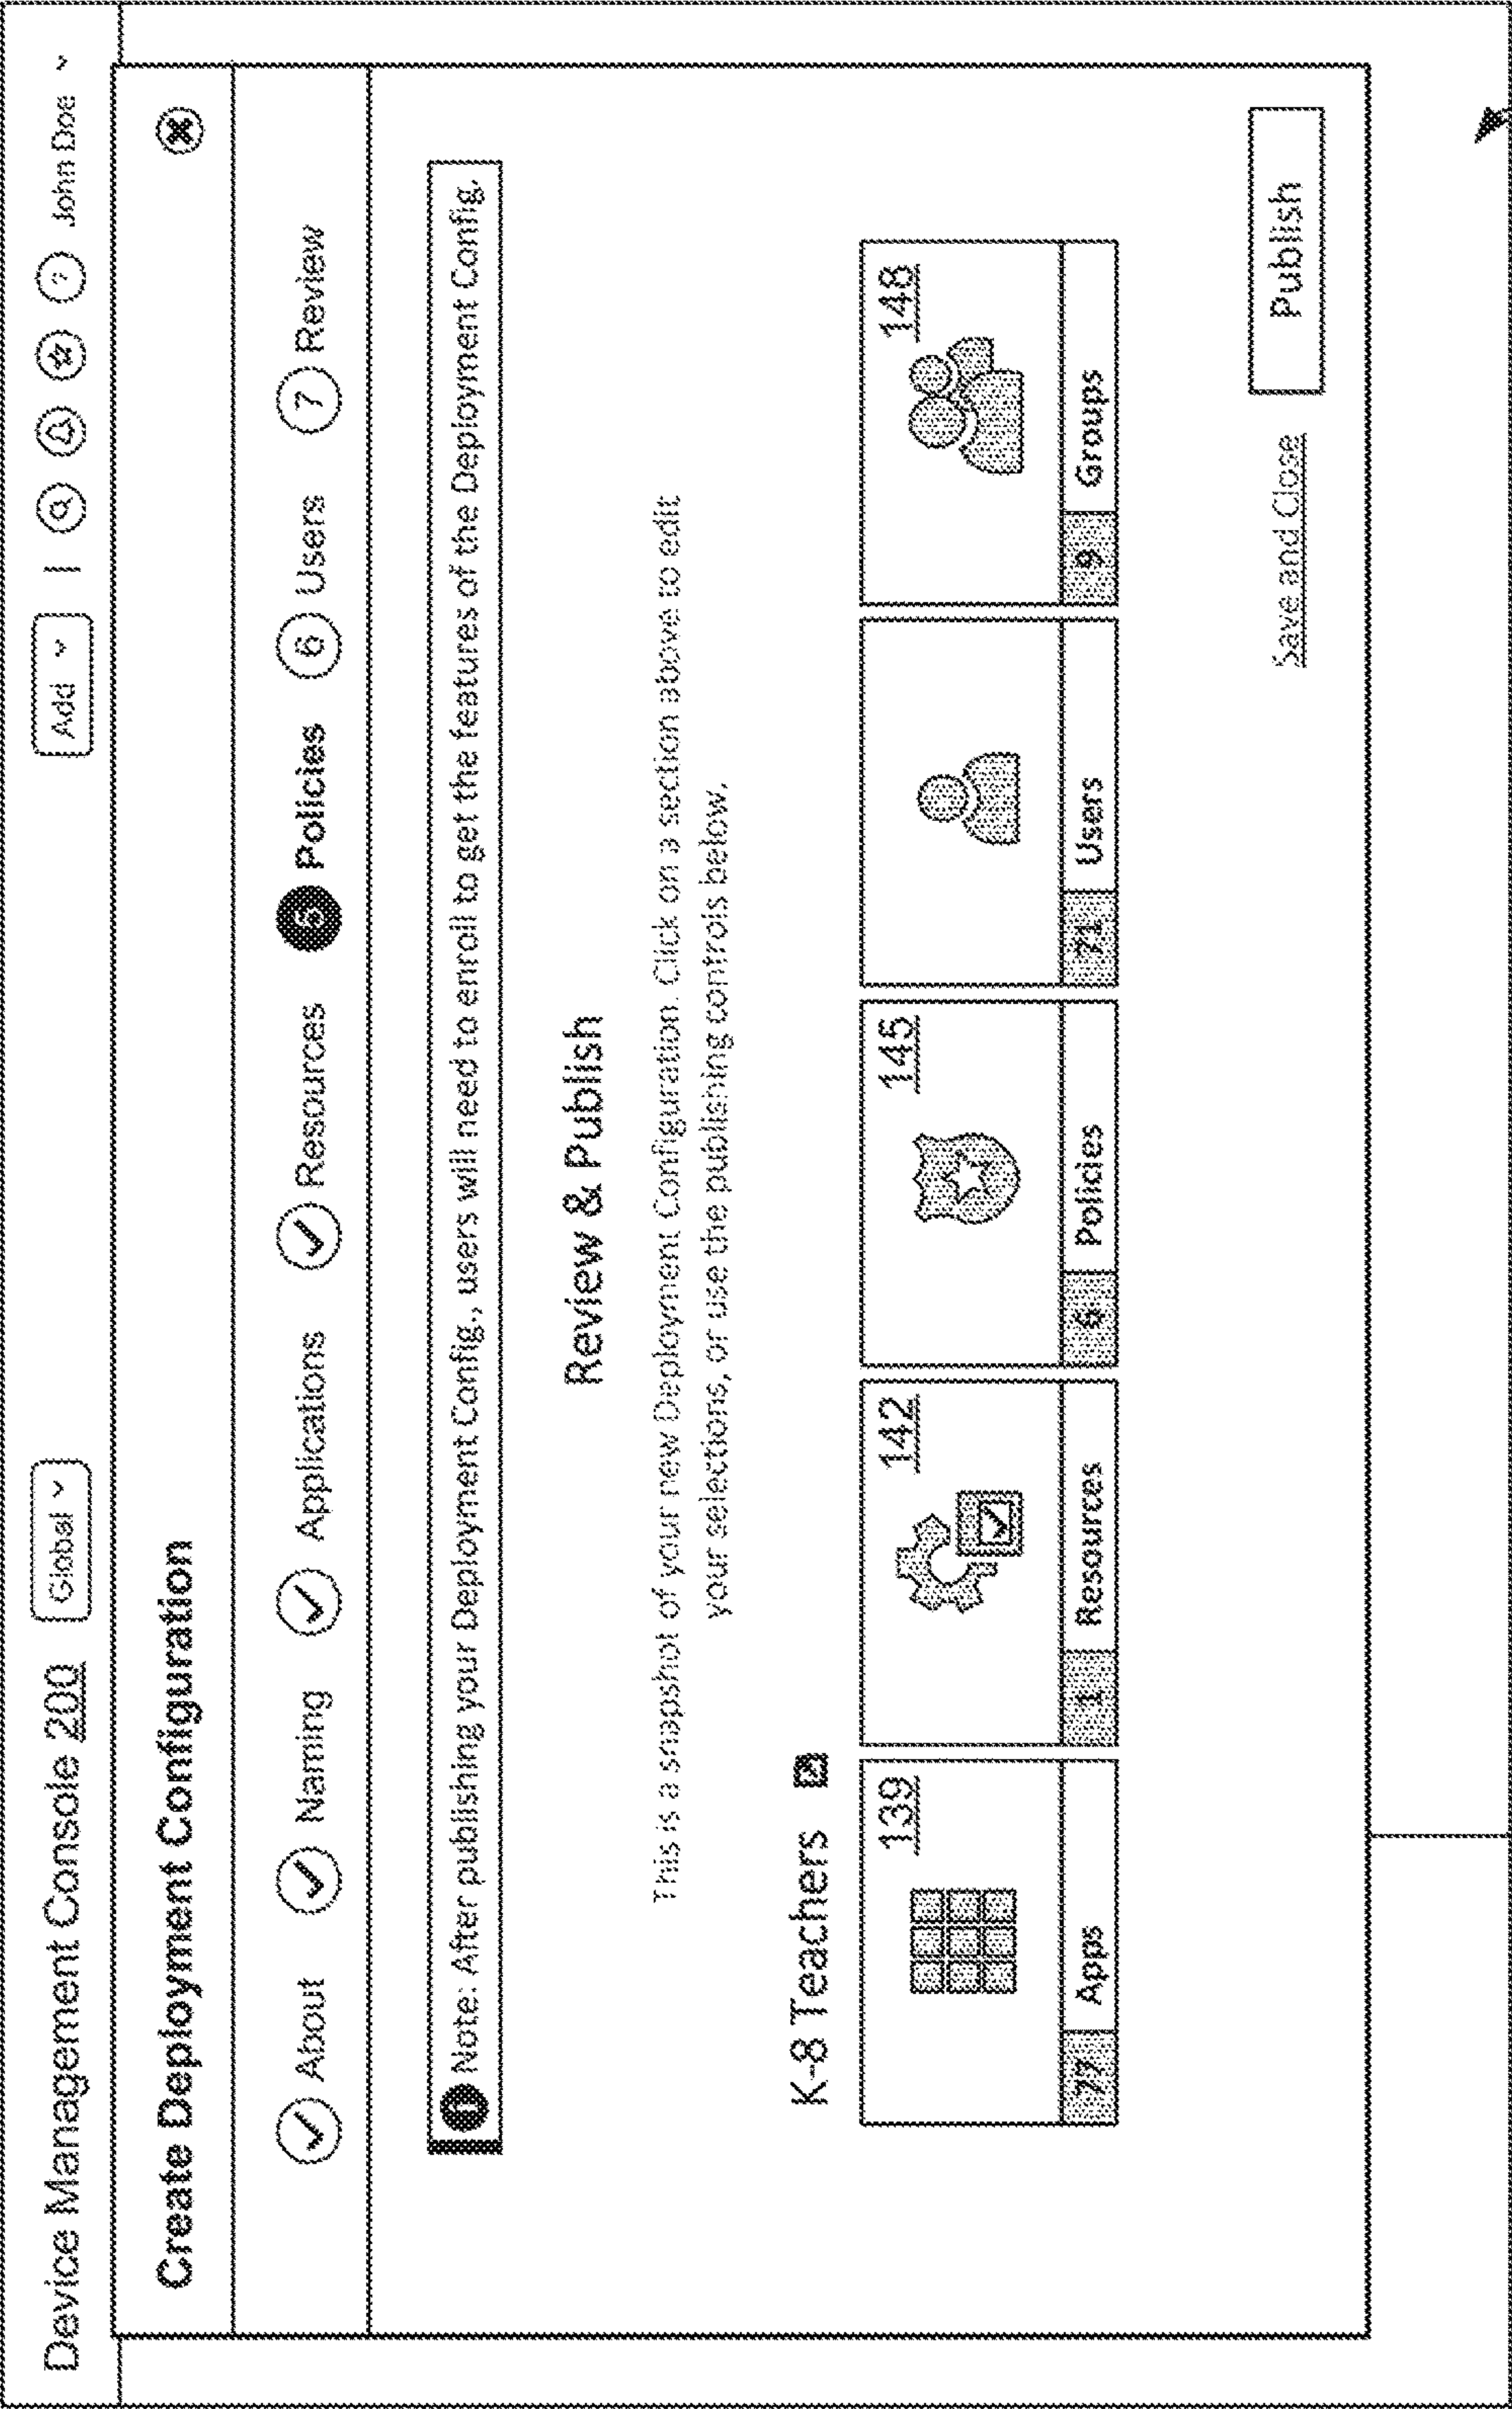 Device Management Console 200 Global Add John Doe
Create Deployment Configuration
About Naming Applications Resources 5 Policies 6 Users 7 Review
Note: After publishing your Deployment Config., users will need to enroll to get the features of the Deployment Config.
Review & Publish
This is a snapshot of your new Deployment Configuration. Click on a section above to edit
your selections, or use the publishing controls below.
K-8 Teachers
139 142 145 148
77 Apps 1 Resources 6 Policies 71 Users 9 Groups
Save and Close Publish